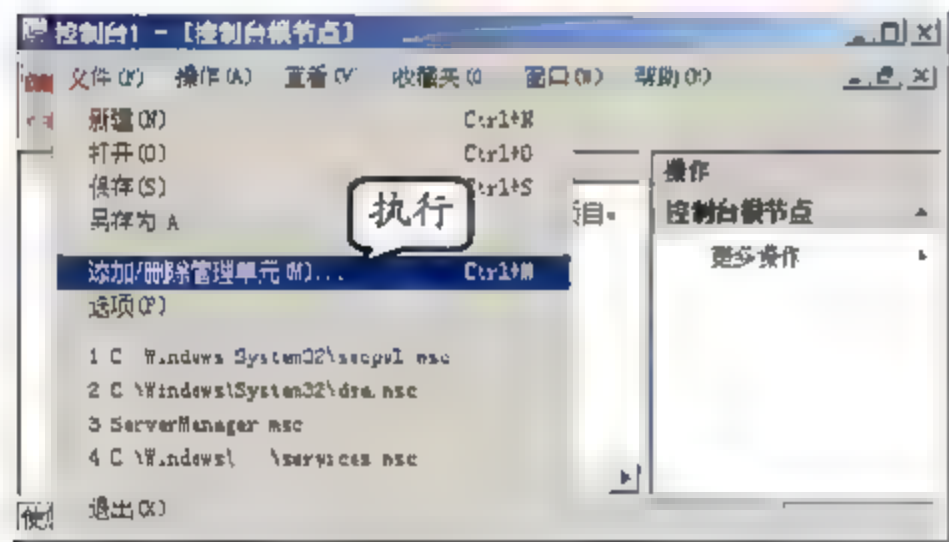 控制台1 - [控制台根节点]
文件(F) 操作(A) 查看(V) 收藏夹(O 窗口(W) 帮助(H)
新建(N) Ctrl+N
打开(O) Ctrl+O
保存(S) Ctrl+S
另存为 A
执行
添加/删除管理单元(M)... Ctrl+M
选项(P)
1 C Windows System32\secpol msc
2 C \Windows\System32\dra.msc
3 ServerManager msc
4 C \Windows\ \services msc
退出(X)
项目。
操作
控制台根节点
更多操作